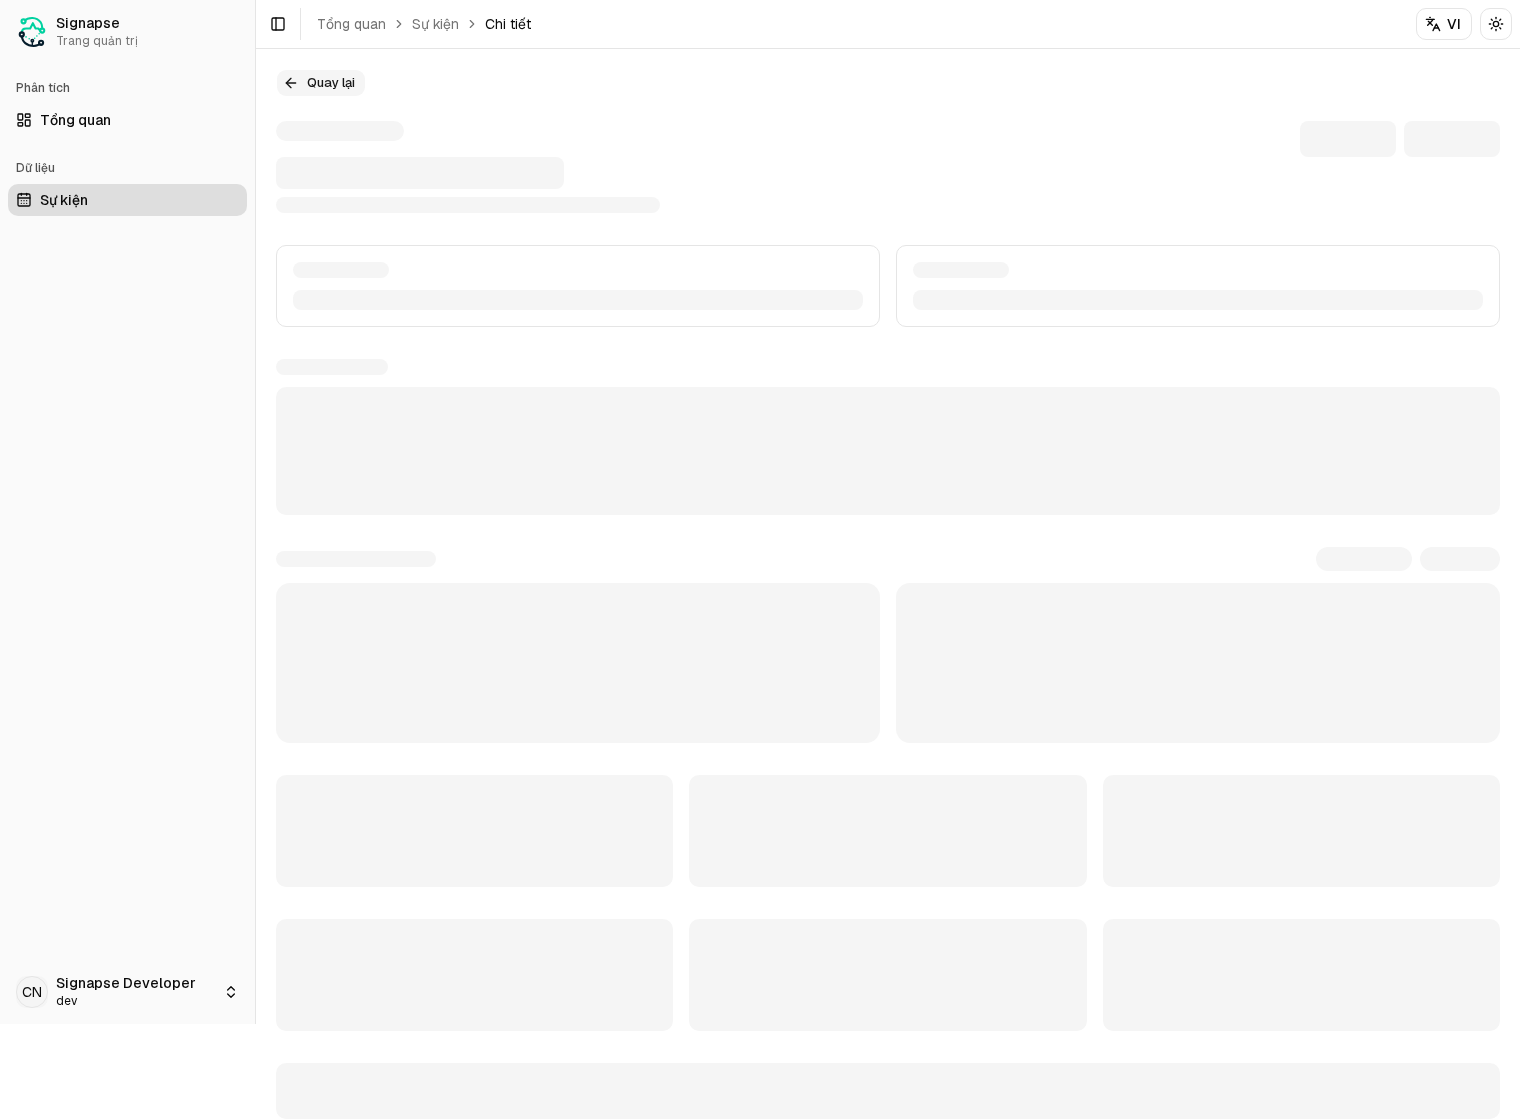 Signapse
Trang quản trị
Phân tích
Tổng quan
Dữ liệu
Sự kiện
CN
Signapse Developer
dev
Tổng quan
Sự kiện
Chi tiết
VI
Quay lại